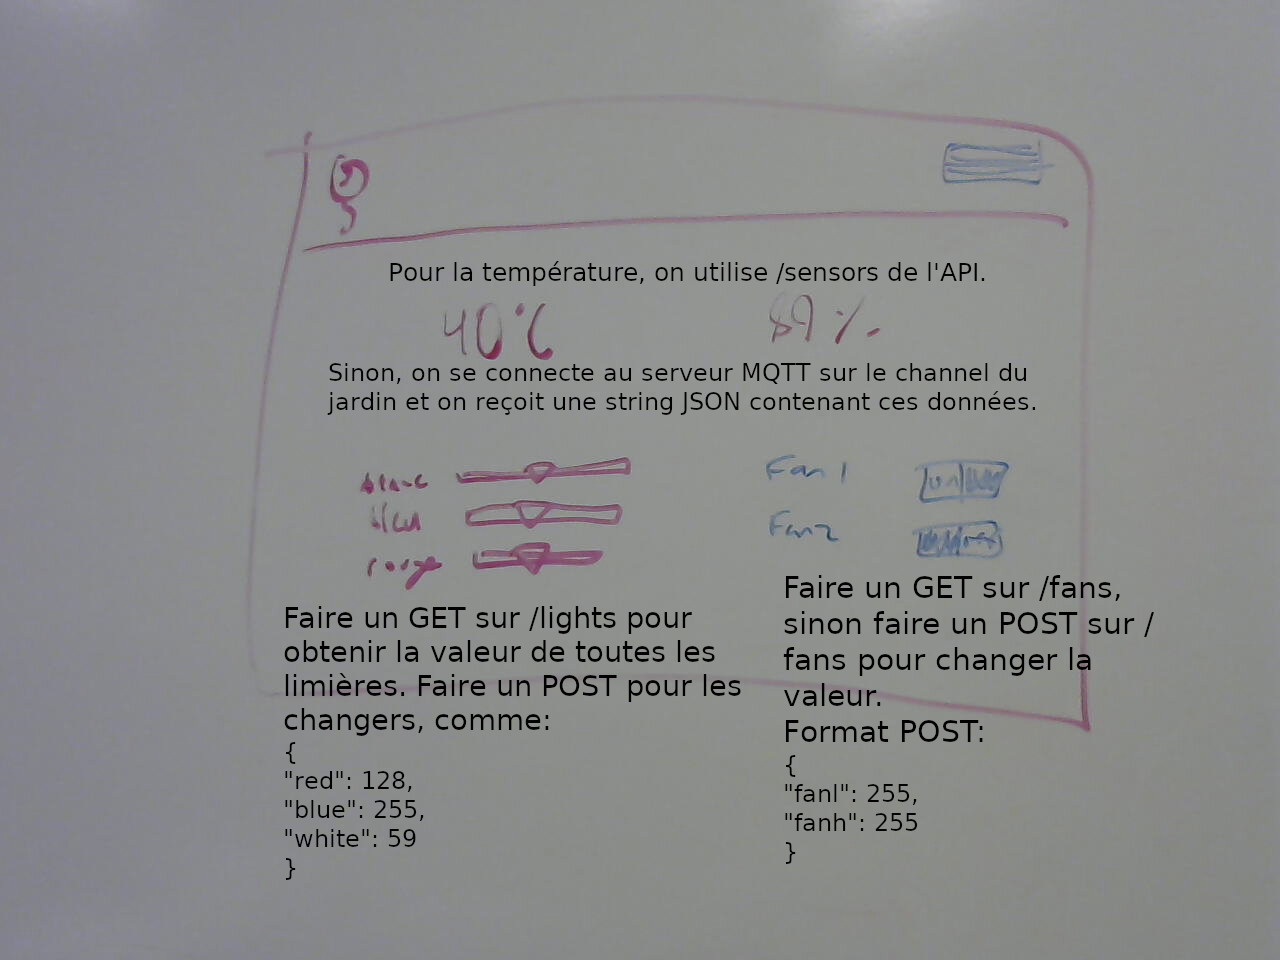 Pour la température, on utilise /sensors de l'API.
40°C
89%
Sinon, on se connecte au serveur MQTT sur le channel du
jardin et on reçoit une string JSON contenant ces données.
blanc
bleu
rouge
Fan 1
on
Fan2
Faire un GET sur /lights pour
obtenir la valeur de toutes les
limières. Faire un POST pour les
changers, comme:
{
"red": 128,
"blue": 255,
"white": 59
}
Faire un GET sur /fans,
sinon faire un POST sur /
fans pour changer la
valeur.
Format POST:
{
"fanl": 255,
"fanh": 255
}